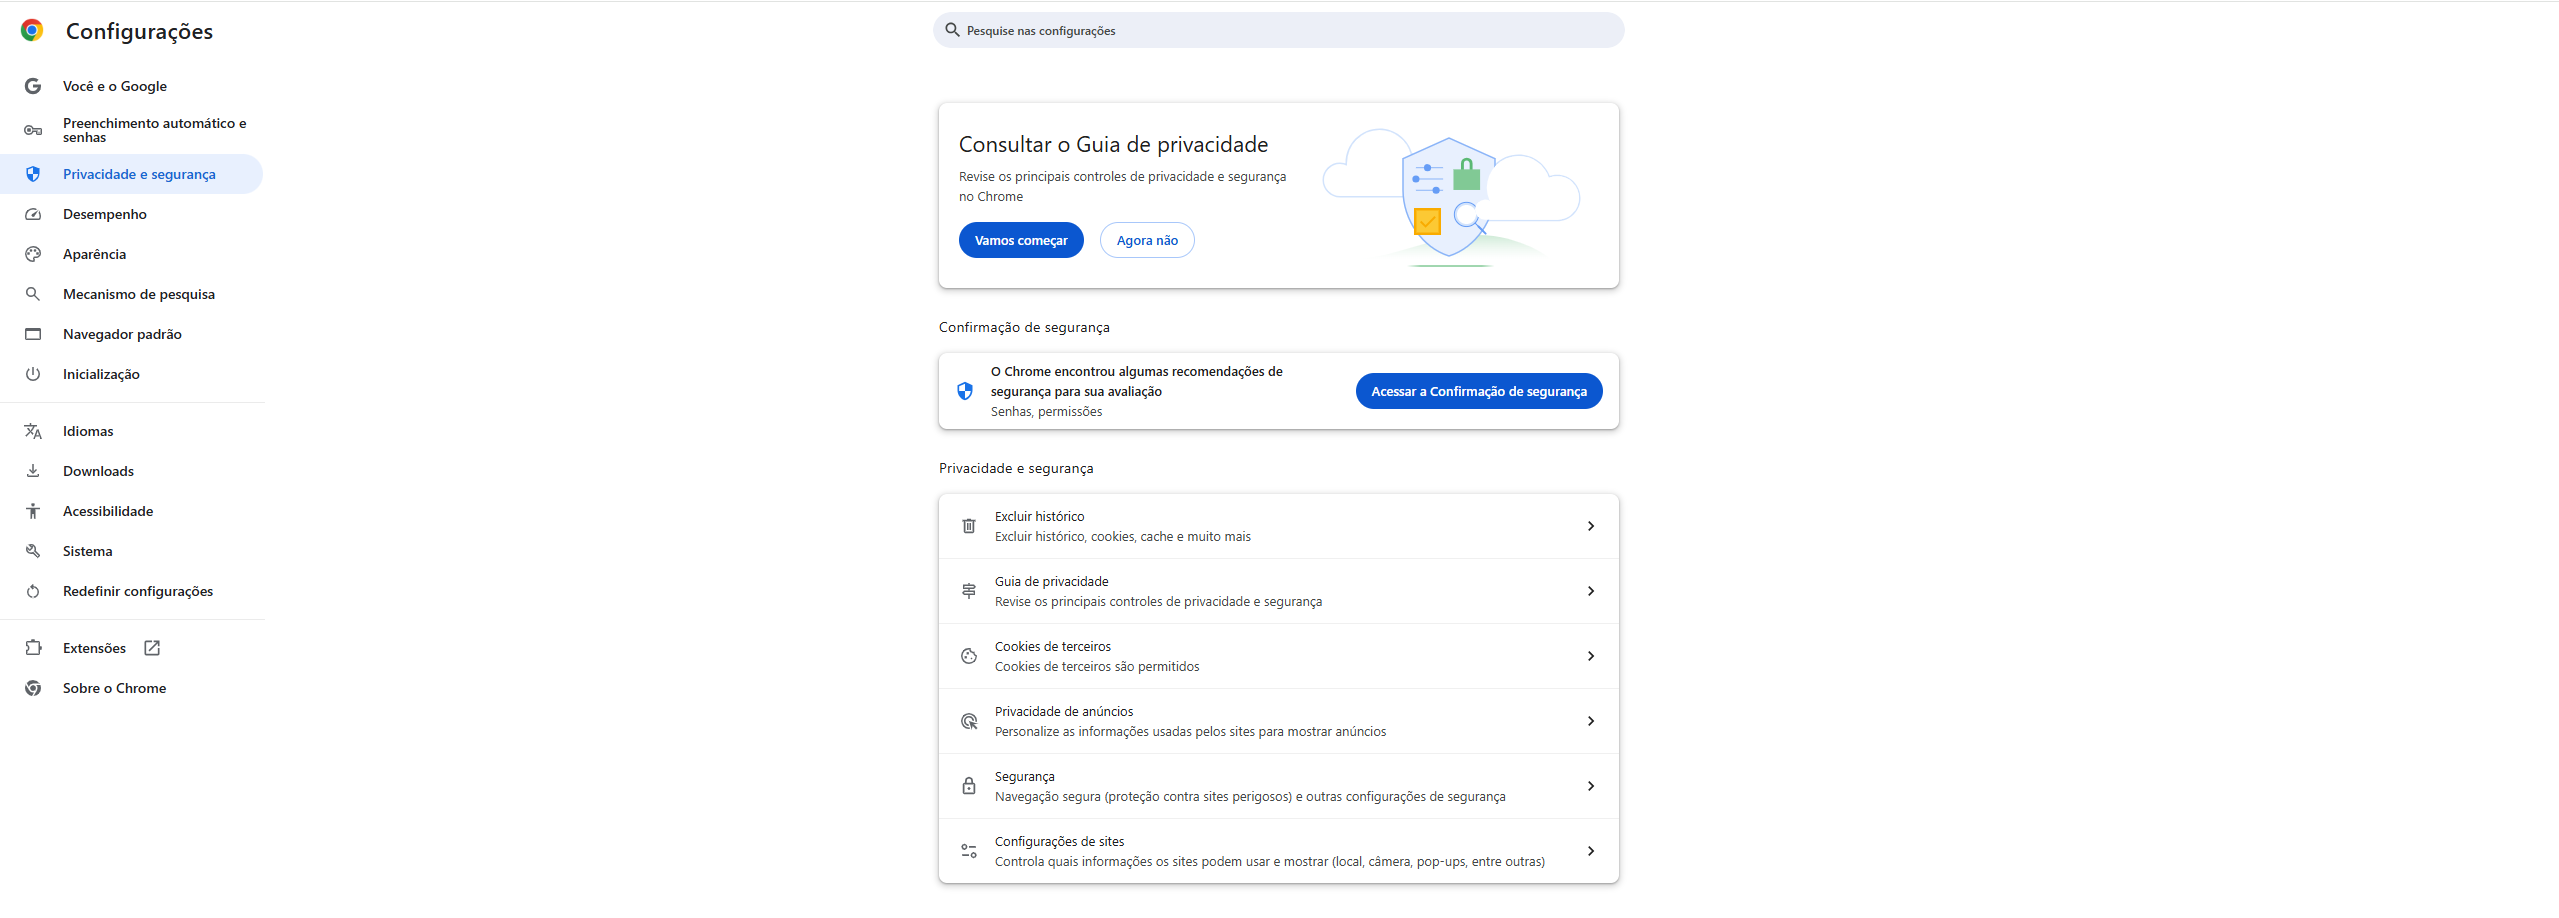 Configurações
Pesquise nas configurações
Você e o Google
Preenchimento automático e
senhas
Privacidade e segurança
Desempenho
Aparência
Mecanismo de pesquisa
Navegador padrão
Inicialização
Idiomas
Downloads
Acessibilidade
Sistema
Redefinir configurações
Extensões
Sobre o Chrome
Consultar o Guia de privacidade
Revise os principais controles de privacidade e segurança
no Chrome
Vamos começar
Agora não
Confirmação de segurança
O Chrome encontrou algumas recomendações de
segurança para sua avaliação
Senhas, permissões
Acessar a Confirmação de segurança
Privacidade e segurança
Excluir histórico
Excluir histórico, cookies, cache e muito mais
Guia de privacidade
Revise os principais controles de privacidade e segurança
Cookies de terceiros
Cookies de terceiros são permitidos
Privacidade de anúncios
Personalize as informações usadas pelos sites para mostrar anúncios
Segurança
Navegação segura (proteção contra sites perigosos) e outras configurações de segurança
Configurações de sites
Controla quais informações os sites podem usar e mostrar (local, câmera, pop-ups, entre outras)